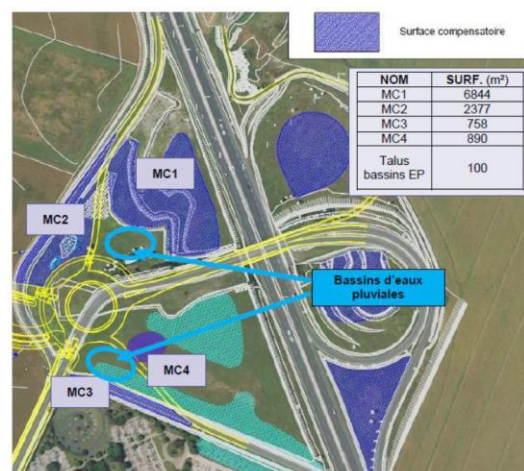 Surface compensatoire
NOM SURF. (m²)
MC1 6844
MC2 2377
MC3 758
MC4 890
Talus
bassins EP 100
MC1
MC2
Bassins d'eaux
pluviales
MC4
MC3